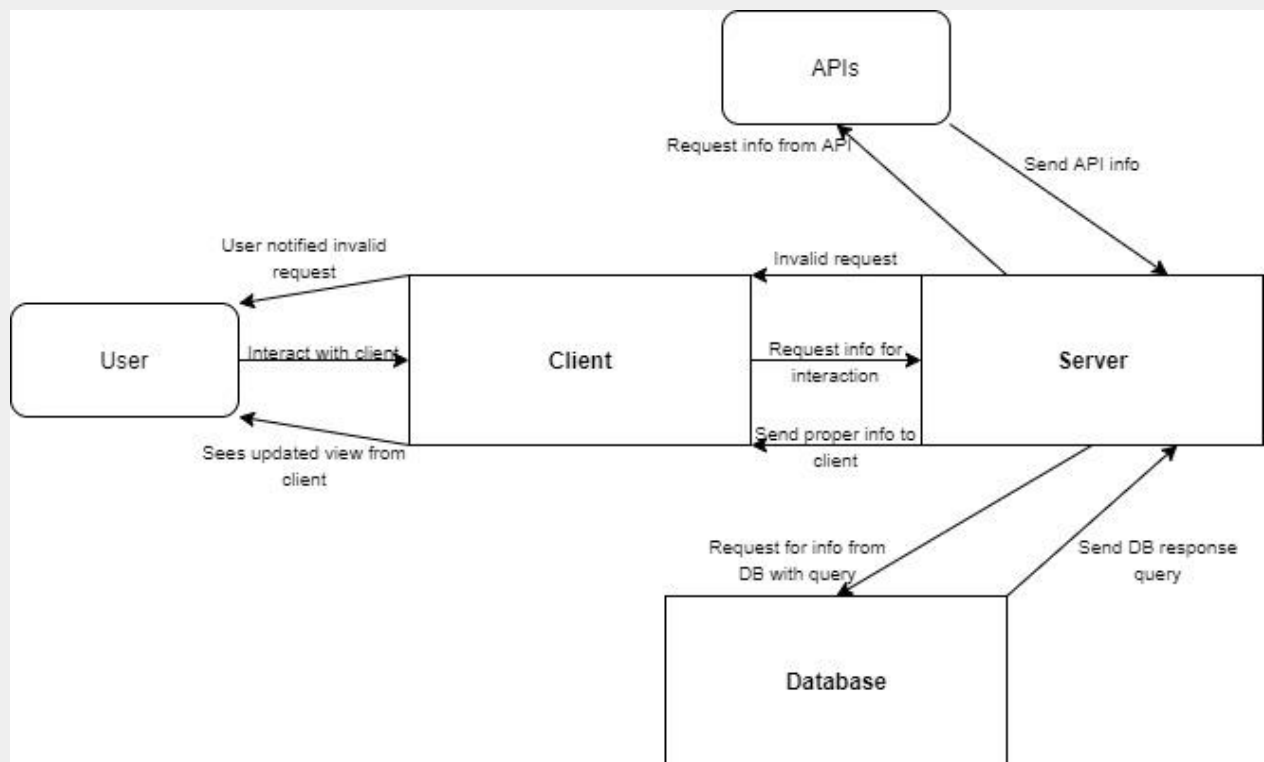 APIs
Request info from API
Send API info
User notified invalid
request
Invalid request
User
Interact with client
Client
Request info for
interaction
Server
Sees updated view from
client
Send proper info to
client
Request for info from
DB with query
Send DB response
query
Database